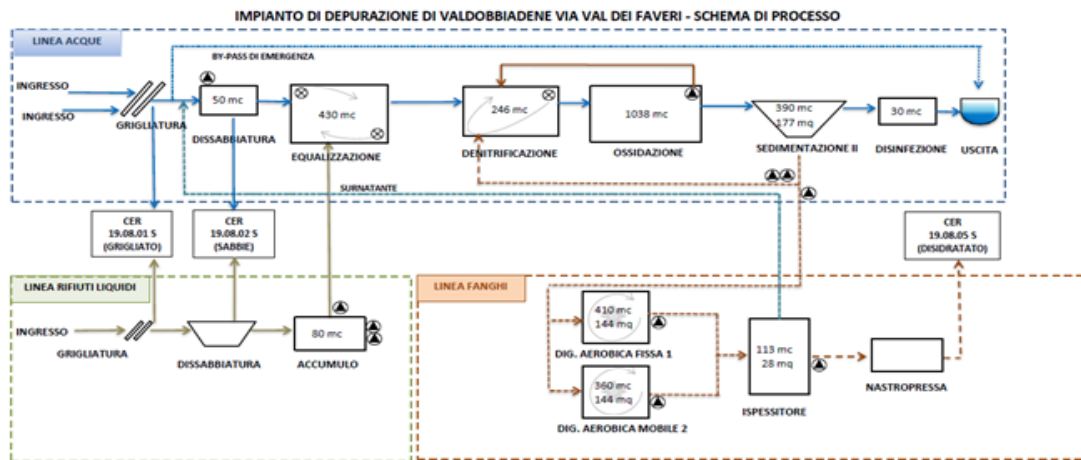 IMPIANTO DI DEPURAZIONE DI VALDOBBIADENE VIA VAL DEI FAVERI - SCHEMA DI PROCESSO
LINEA ACQUE
BY-PASS DI EMERGENZA
INGRESSO
INGRESSO
GRIGLIATURA
50 mc
DISSABBIATURA
430 mc
EQUALIZZAZIONE
246 mc
DENITRIFICAZIONE
1038 mc
OSSIDAZIONE
390 mc
177 mq
SEDIMENTAZIONE II
30 mc
DISINFEZIONE
USCITA
SURNATANTE
CER
19.08.01 S
(GRIGLIATO)
CER
19.08.02 S
(SABBIE)
CER
19.08.05 S
(DISIDRATATO)
LINEA RIFIUTI LIQUIDI
INGRESSO
GRIGLIATURA
DISSABBIATURA
80 mc
ACCUMULO
LINEA FANGHI
410 mc
144 mq
DIG. AEROBICA FISSA 1
360 mc
144 mq
DIG. AEROBICA MOBILE 2
113 mc
28 mq
ISPESSITORE
NASTROPRESSA